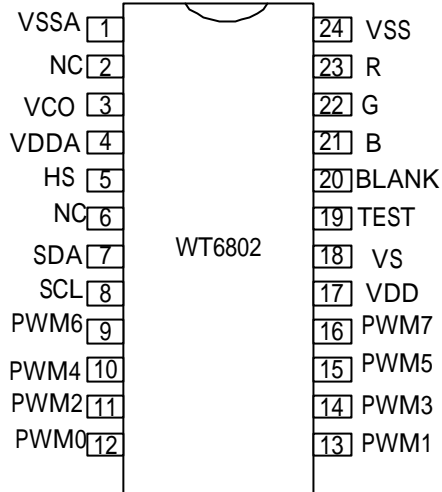 VSSA 1 24 VSS
NC 2 23 R
VCO 3 22 G
VDDA 4 21 B
HS 5 20 BLANK
NC 6 19 TEST
SDA 7 WT6802 18 VS
SCL 8 17 VDD
PWM6 9 16 PWM7
PWM4 10 15 PWM5
PWM2 11 14 PWM3
PWM0 12 13 PWM1